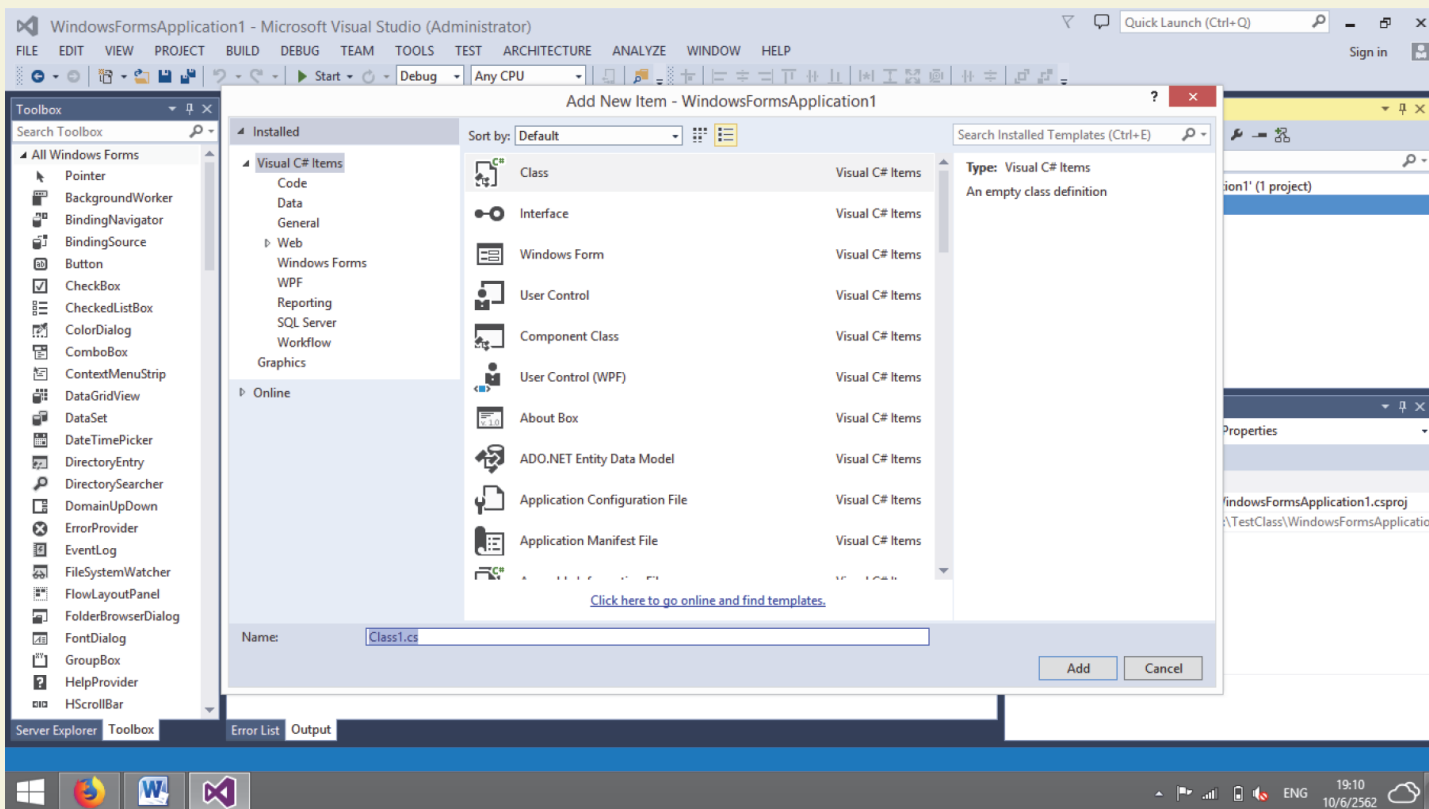 WindowsFormsApplication1 - Microsoft Visual Studio (Administrator)
Quick Launch (Ctrl+Q)
FILE EDIT VIEW PROJECT BUILD DEBUG TEAM TOOLS TEST ARCHITECTURE ANALYZE WINDOW HELP
Sign in
Start
Debug
Any CPU
Toolbox
Search Toolbox
All Windows Forms
Pointer
BackgroundWorker
BindingNavigator
BindingSource
Button
CheckBox
CheckedListBox
ColorDialog
ComboBox
ContextMenuStrip
DataGridView
DataSet
DateTimePicker
DirectoryEntry
DirectorySearcher
DomainUpDown
ErrorProvider
EventLog
FileSystemWatcher
FlowLayoutPanel
FolderBrowserDialog
FontDialog
GroupBox
HelpProvider
HScrollBar
Server Explorer Toolbox
Add New Item - WindowsFormsApplication1
? ×
Installed
Visual C# Items
Code
Data
General
Web
Windows Forms
WPF
Reporting
SQL Server
Workflow
Graphics
Online
Sort by: Default
Search Installed Templates (Ctrl+E)
Class Visual C# Items
Interface Visual C# Items
Windows Form Visual C# Items
User Control Visual C# Items
Component Class Visual C# Items
User Control (WPF) Visual C# Items
About Box Visual C# Items
ADO.NET Entity Data Model Visual C# Items
Application Configuration File Visual C# Items
Application Manifest File Visual C# Items
Click here to go online and find templates.
Type: Visual C# Items
An empty class definition
Name: Class1.cs
Add Cancel
ion1' (1 project)
Properties
WindowsFormsApplication1.csproj
:\TestClass\WindowsFormsApplicatio
Error List Output
ENG
19:10
10/6/2562